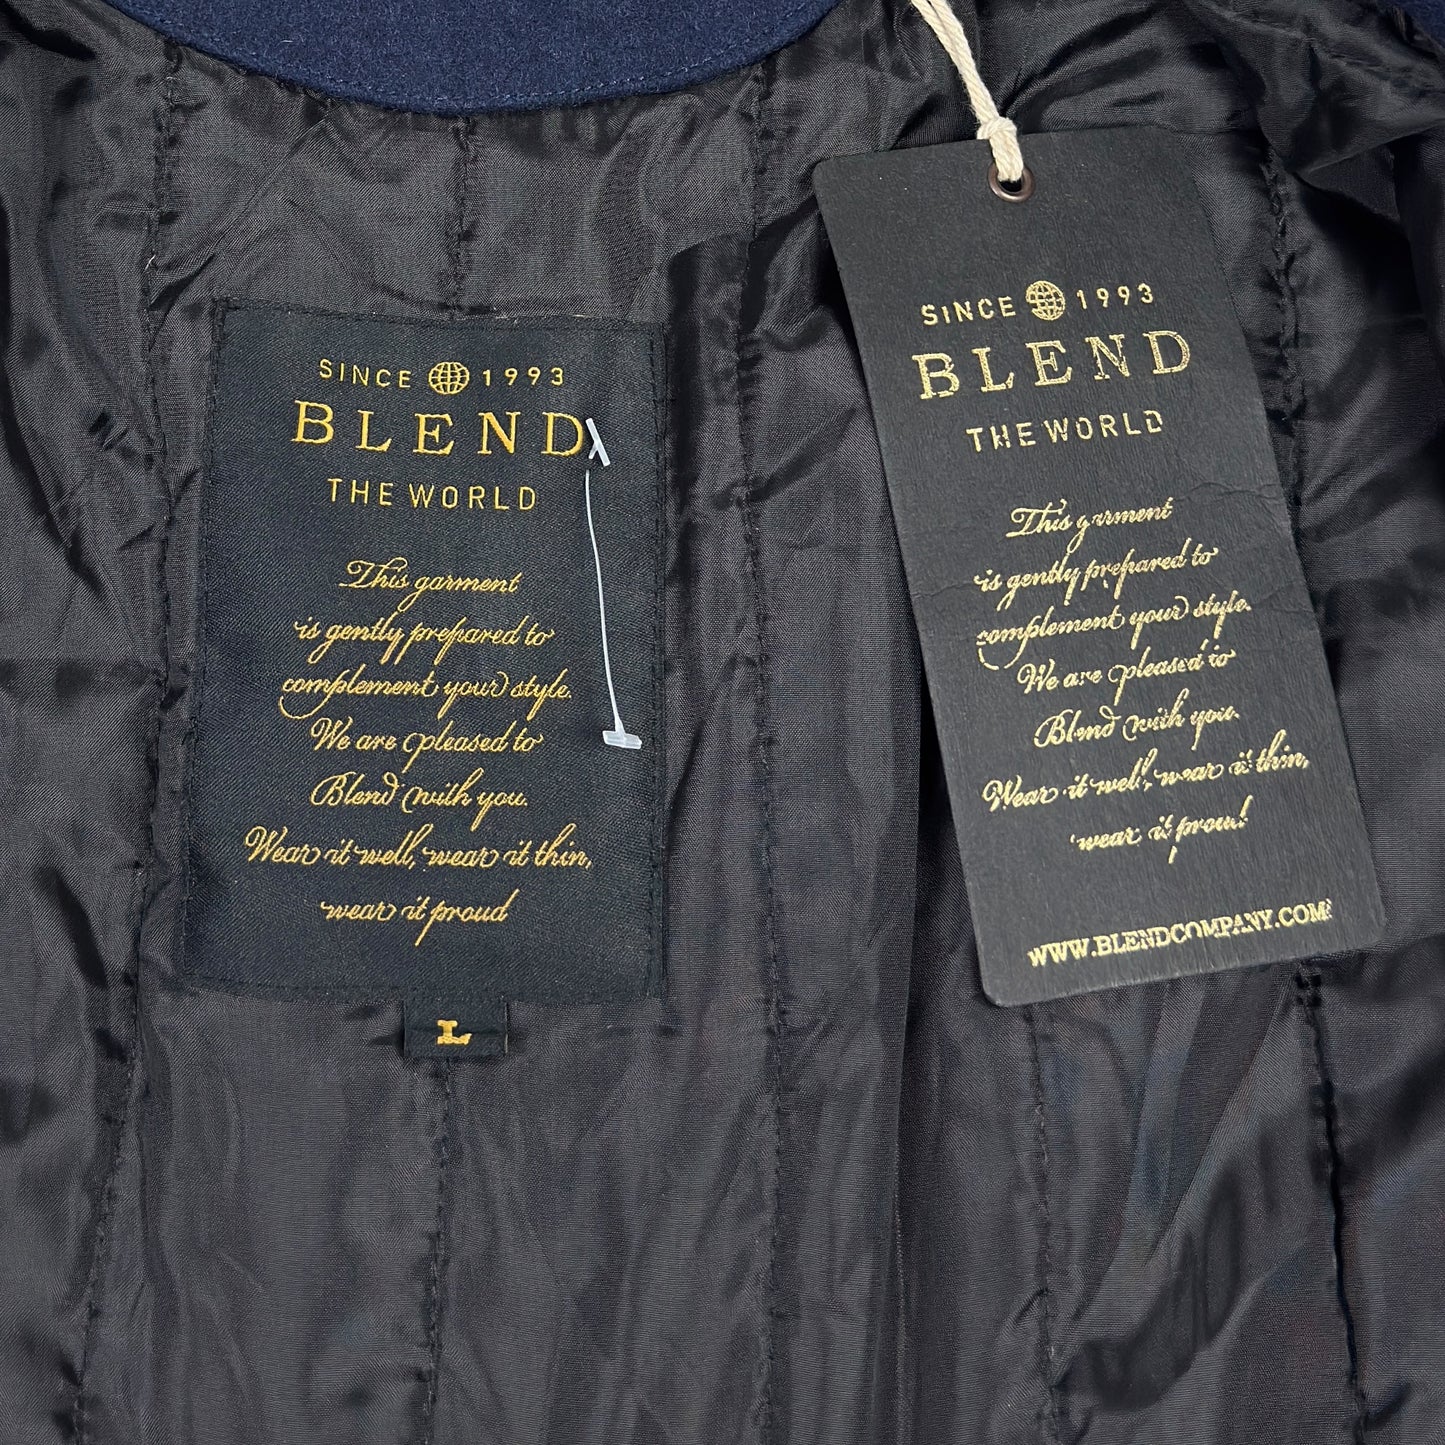 SINCE 1993
BLEND
THE WORLD
This garment
is gently prepared to
complement your style.
We are pleased to
Blend with you.
Wear it well, wear it thin,
wear it proud
L
SINCE 1993
BLEND
THE WORLD
This garment
is gently prepared to
complement your style.
We are pleased to
Blend with you.
Wear it well, wear it thin,
wear it proud!
WWW.BLENDCOMPANY.COM